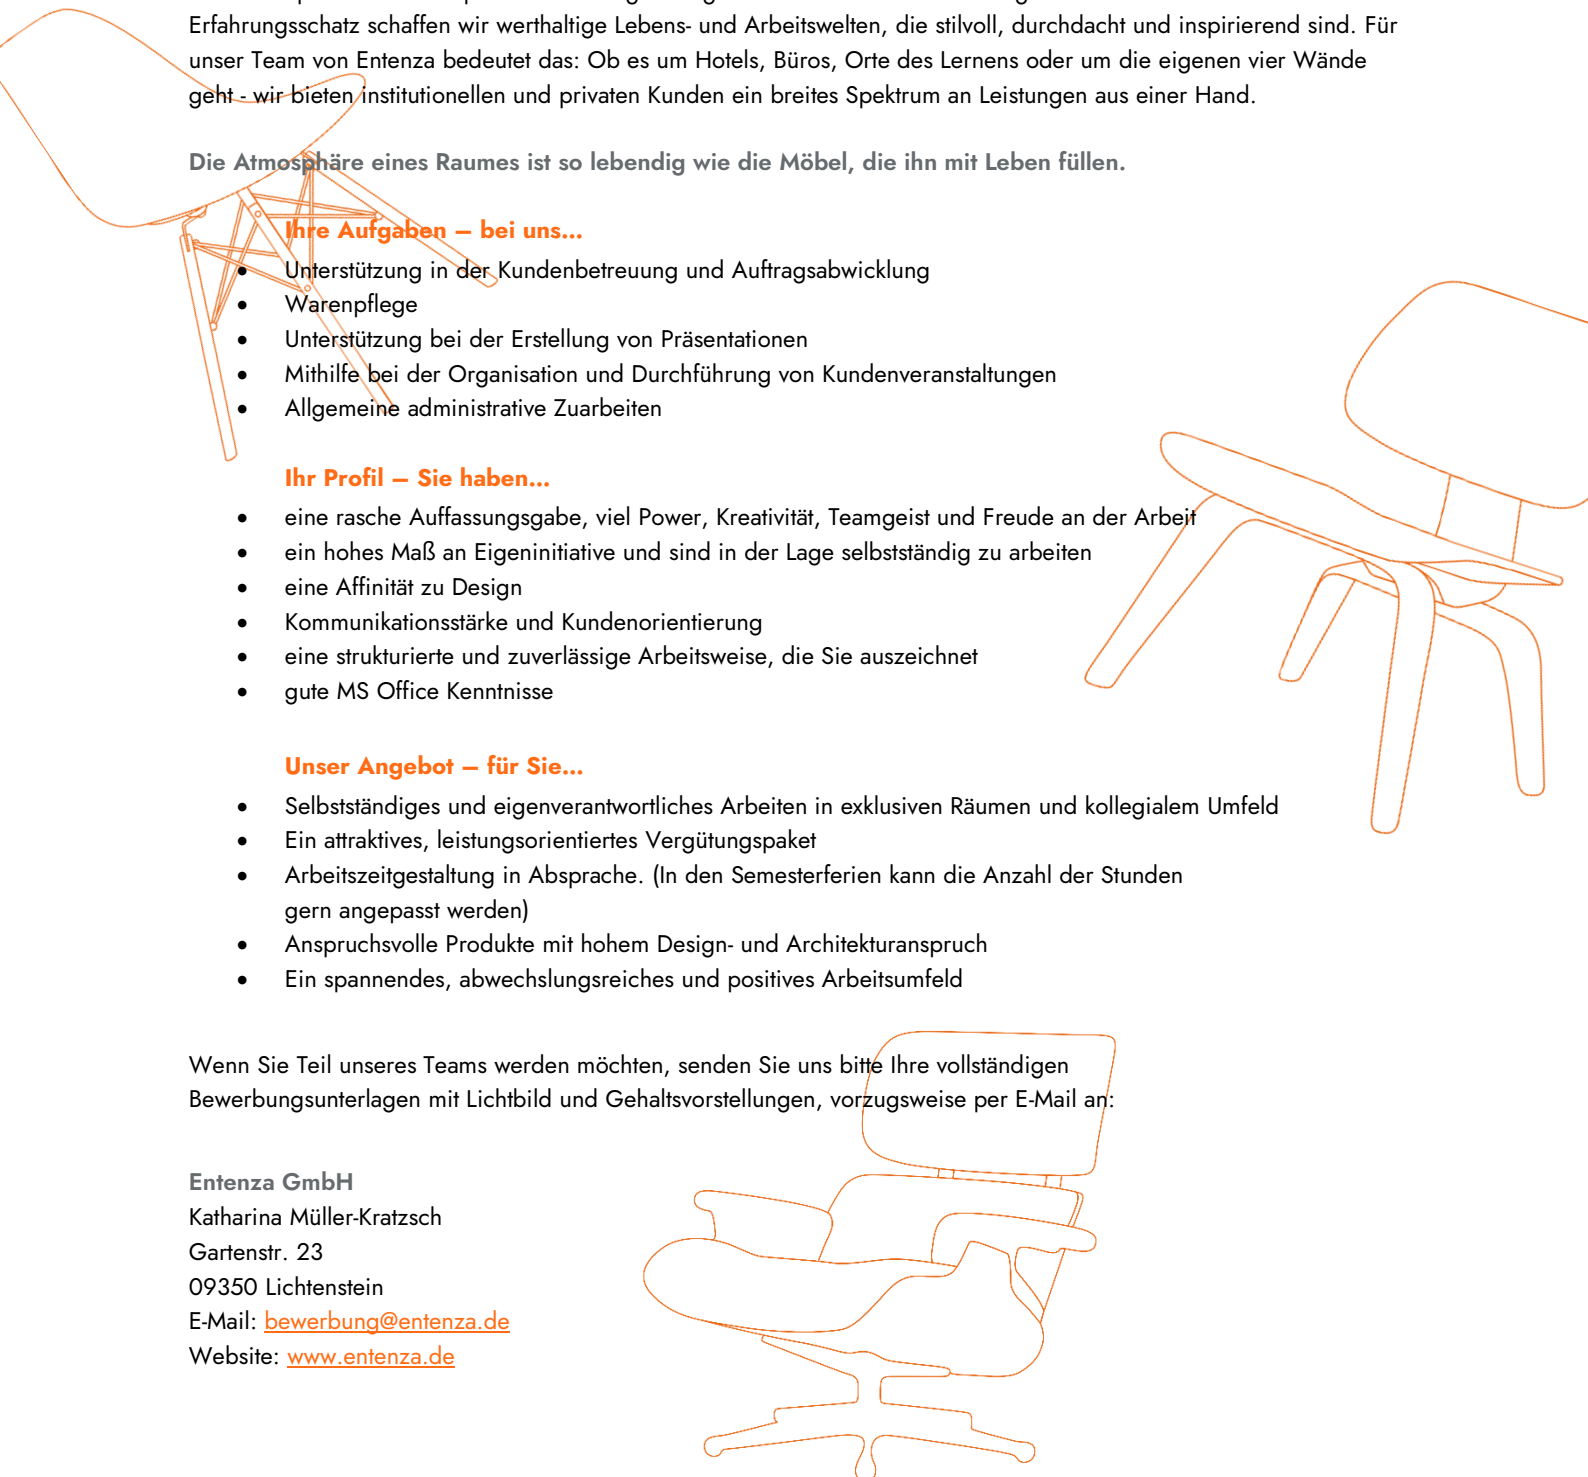 Erfahrungsschatz schaffen wir werthaltige Lebens- und Arbeitswelten, die stilvoll, durchdacht und inspirierend sind. Für
unser Team von Entenza bedeutet das: Ob es um Hotels, Büros, Orte des Lernens oder um die eigenen vier Wände
geht - wir bieten institutionellen und privaten Kunden ein breites Spektrum an Leistungen aus einer Hand.
Die Atmosphäre eines Raumes ist so lebendig wie die Möbel, die ihn mit Leben füllen.
Ihre Aufgaben – bei uns...
• Unterstützung in der Kundenbetreuung und Auftragsabwicklung
• Warenpflege
• Unterstützung bei der Erstellung von Präsentationen
• Mithilfe bei der Organisation und Durchführung von Kundenveranstaltungen
• Allgemeine administrative Zuarbeiten
Ihr Profil – Sie haben...
• eine rasche Auffassungsgabe, viel Power, Kreativität, Teamgeist und Freude an der Arbeit
• ein hohes Maß an Eigeninitiative und sind in der Lage selbstständig zu arbeiten
• eine Affinität zu Design
• Kommunikationsstärke und Kundenorientierung
• eine strukturierte und zuverlässige Arbeitsweise, die Sie auszeichnet
• gute MS Office Kenntnisse
Unser Angebot – für Sie...
• Selbstständiges und eigenverantwortliches Arbeiten in exklusiven Räumen und kollegialem Umfeld
• Ein attraktives, leistungsorientiertes Vergütungspaket
• Arbeitszeitgestaltung in Absprache. (In den Semesterferien kann die Anzahl der Stunden
gern angepasst werden)
• Anspruchsvolle Produkte mit hohem Design- und Architekturanspruch
• Ein spannendes, abwechslungsreiches und positives Arbeitsumfeld
Wenn Sie Teil unseres Teams werden möchten, senden Sie uns bitte Ihre vollständigen
Bewerbungsunterlagen mit Lichtbild und Gehaltsvorstellungen, vorzugsweise per E-Mail an:
Entenza GmbH
Katharina Müller-Kratzsch
Gartenstr. 23
09350 Lichtenstein
E-Mail: bewerbung@entenza.de
Website: www.entenza.de